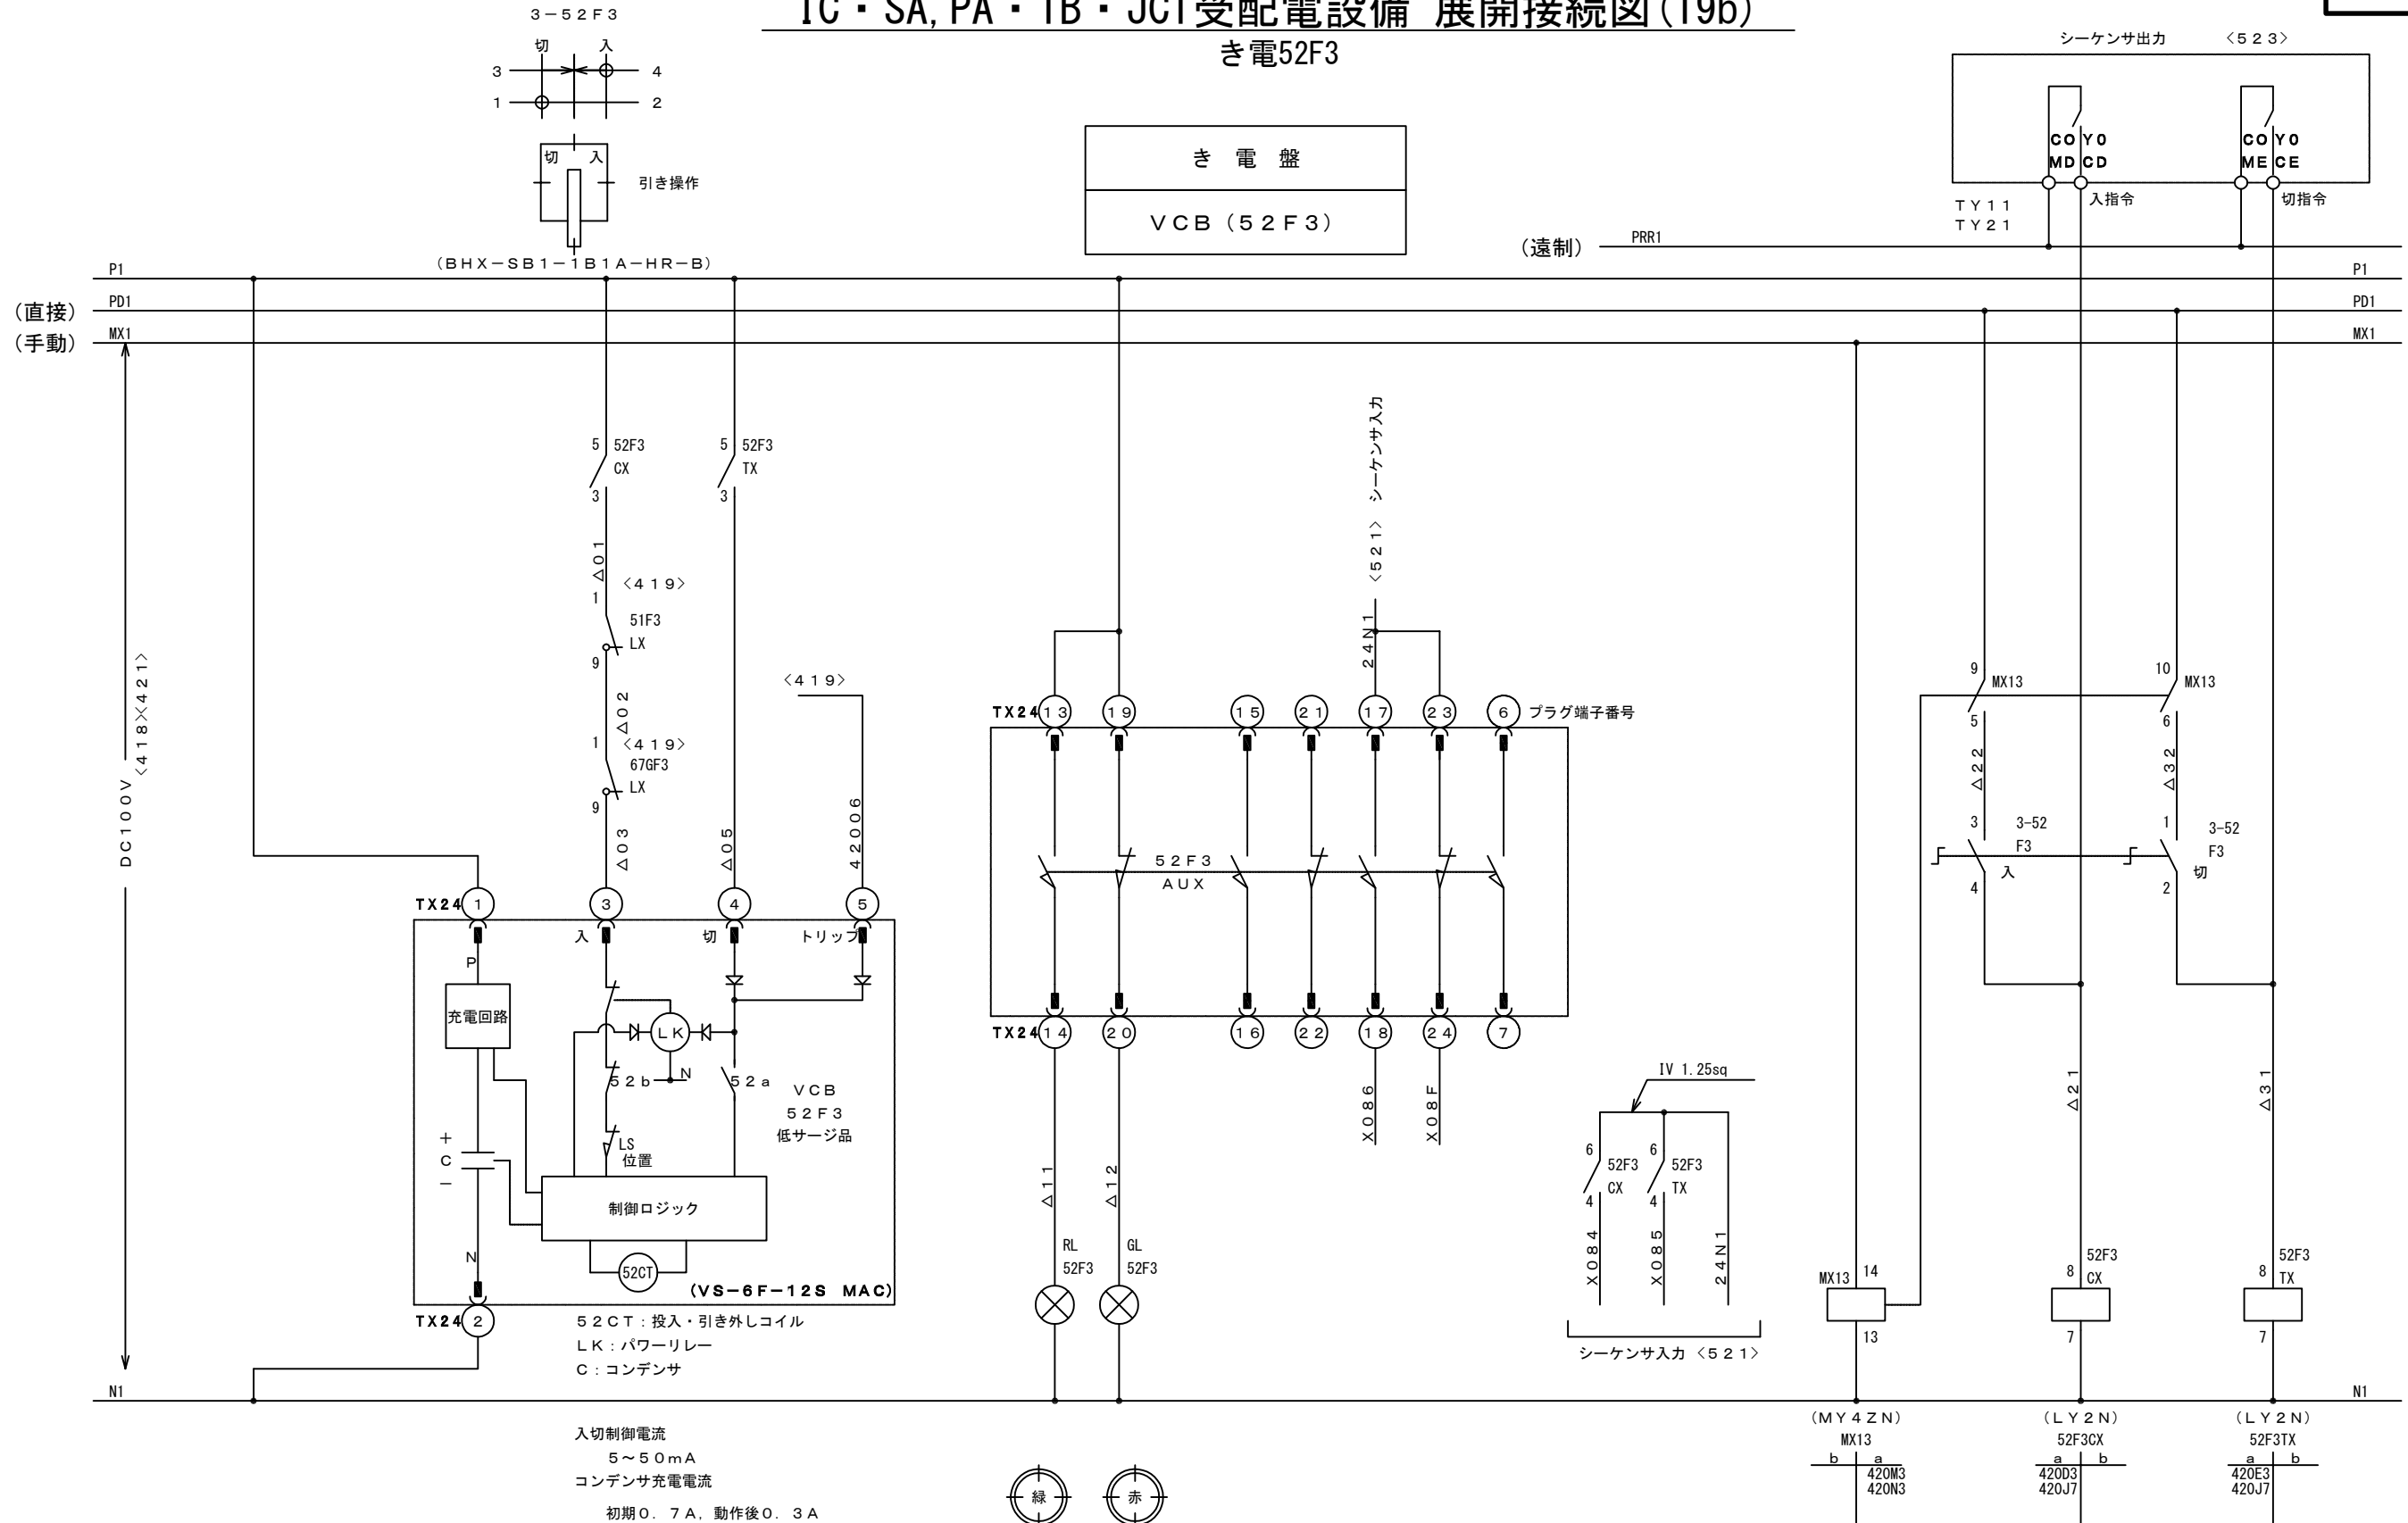 IC・SA,PA・TB・JCT受配電設備 展開接続図(19b)
き電52F3
3-52F3
切 入
3 4
1 2
切 入
引き操作
(BHX-SB1-1B1A-HR-B)
き電盤
VCB(52F3)
シーケンサ出力 <523>
CO Y0 CO Y0
MD CD ME CE
TY11 入指令 切指令
TY21
(遠制) PRR1
P1 P1
(直接) PD1 PD1
(手動) MX1 MX1
DC100V <418><421>
5 52F3 5 52F3
CX TX
3 3
△01
<419>
1
51F3
LX
9
△02
1 <419>
67GF3
LX
9
△03
△05
<419>
42006
<521> シーケンサ入力
24N1
TX24 1 3 4 5
入 切 トリップ
P
充電回路
LK
52b N 52a
VCB
52F3
低サージ品
LS
位置
+
C
-
制御ロジック
N
52CT
(VS-6F-12S MAC)
TX24 2
52CT:投入・引き外しコイル
LK:パワーリレー
C:コンデンサ
TX24 13 19 15 21 17 23 6 プラグ端子番号
52F3
AUX
TX24 14 20 16 22 18 24 7
△11 △12 X086 X08F
RL GL
52F3 52F3
IV 1.25sq
6 52F3 6 52F3
CX TX
4 4
X084 X085 24N1
シーケンサ入力 <521>
9 MX13 10 MX13
5 6
△22 △32
3 3-52 1 3-52
F3 F3
入 切
4 2
△21 △31
MX13 14
13
52F3 52F3
8 CX 8 TX
7 7
N1 N1
入切制御電流
5~50mA
コンデンサ充電電流
初期0.7A,動作後0.3A
緑 赤
(MY4ZN) (LY2N) (LY2N)
MX13 52F3CX 52F3TX
b a a b a b
420M3 420D3 420E3
420N3 420J7 420J7